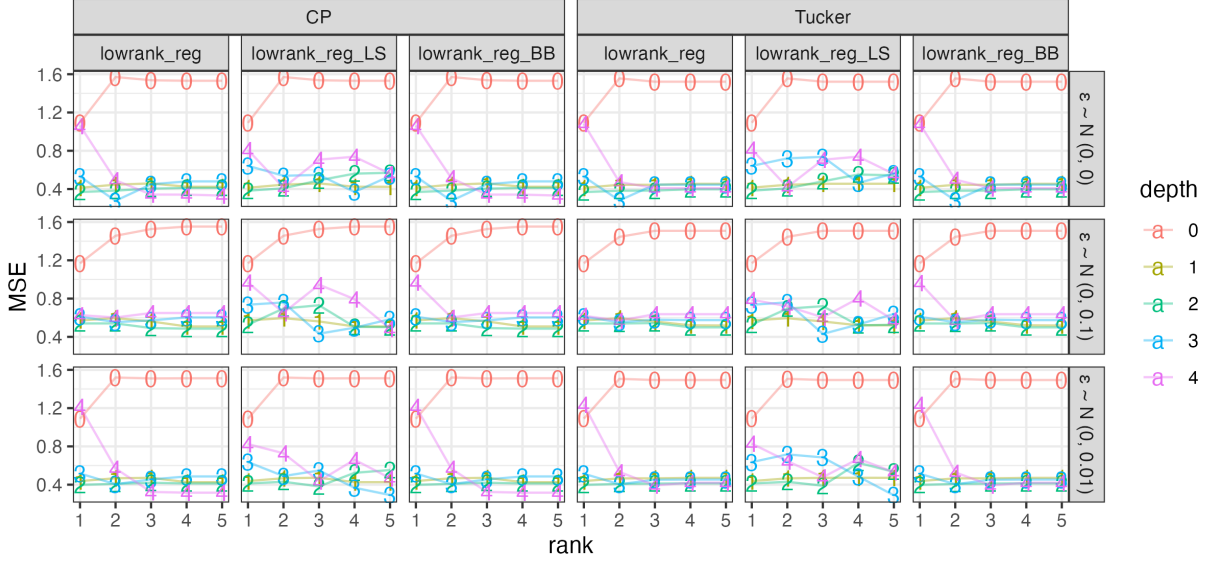 CP Tucker
lowrank_reg lowrank_reg_LS lowrank_reg_BB lowrank_reg lowrank_reg_LS lowrank_reg_BB
1.6
1.2
0.8
0.4
ε ~ N (0, 0)
1.6
1.2
0.8
0.4
ε ~ N (0, 0.1)
1.6
1.2
0.8
0.4
ε ~ N (0, 0.01)
MSE
1 2 3 4 5 1 2 3 4 5 1 2 3 4 5 1 2 3 4 5 1 2 3 4 5 1 2 3 4 5
rank
depth
a 0
a 1
a 2
a 3
a 4